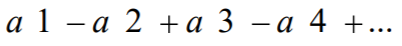 a 1 − a 2 + a 3 − a 4 + ...